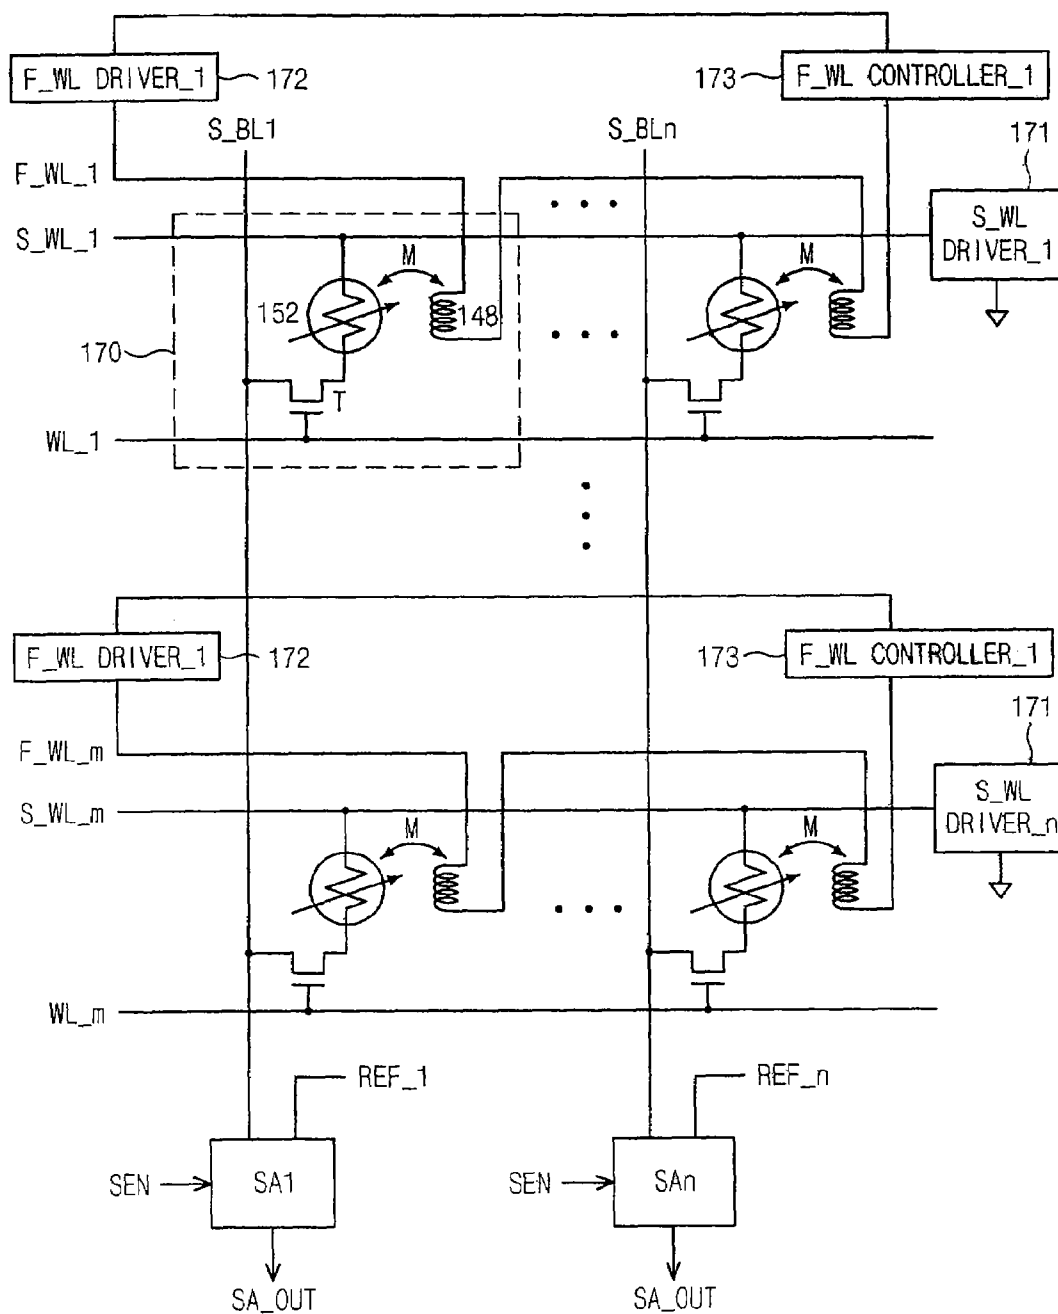 F_WL DRIVER_1
172
173
F_WL CONTROLLER_1
S_BL1
S_BLn
171
F_WL_1
S_WL
DRIVER_1
S_WL_1
M
M
152
148
170
T
WL_1
F_WL DRIVER_1
172
173
F_WL CONTROLLER_1
171
F_WL_m
S_WL
DRIVER_n
S_WL_m
M
M
WL_m
REF_1
REF_n
SEN
SA1
SEN
SAn
SA_OUT
SA_OUT